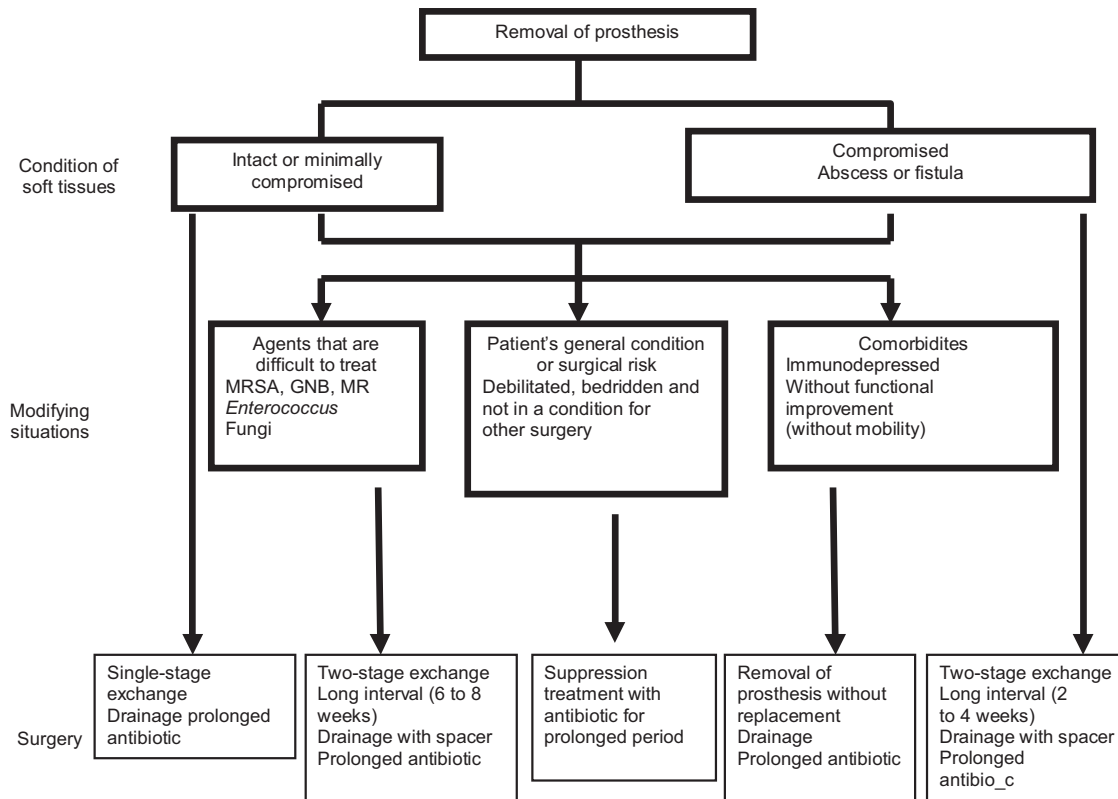 Removal of prosthesis
Condition of
soft tissues
Intact or minimally
compromised
Compromised
Abscess or fistula
Modifying
situations
Agents that are
difficult to treat
MRSA, GNB, MR
Enterococcus
Fungi
Patient's general condition
or surgical risk
Debilitated, bedridden and
not in a condition for
other surgery
Comorbidites
Immunodepressed
Without functional
improvement
(without mobility)
Surgery
Single-stage
exchange
Drainage prolonged
antibiotic
Two-stage exchange
Long interval (6 to 8
weeks)
Drainage with spacer
Prolonged antibiotic
Suppression
treatment with
antibiotic for
prolonged period
Removal of
prosthesis without
replacement
Drainage
Prolonged antibiotic
Two-stage exchange
Long interval (2
to 4 weeks)
Drainage with spacer
Prolonged
antibio_c